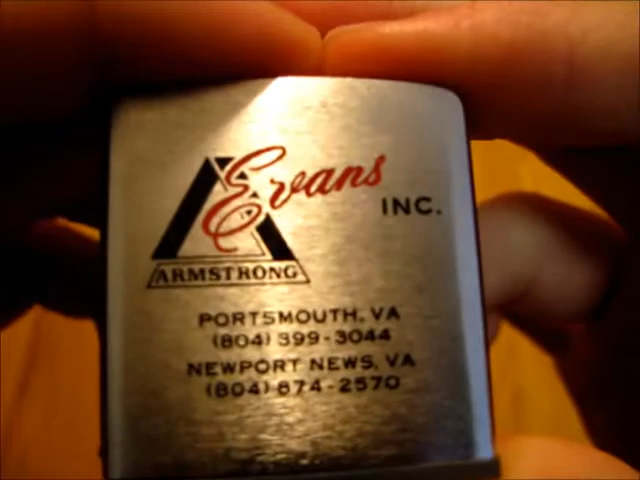 Evans
INC.
ARMSTRONG
PORTSMOUTH, VA
(804) 399-3044
NEWPORT NEWS, VA
(804) 874-2570